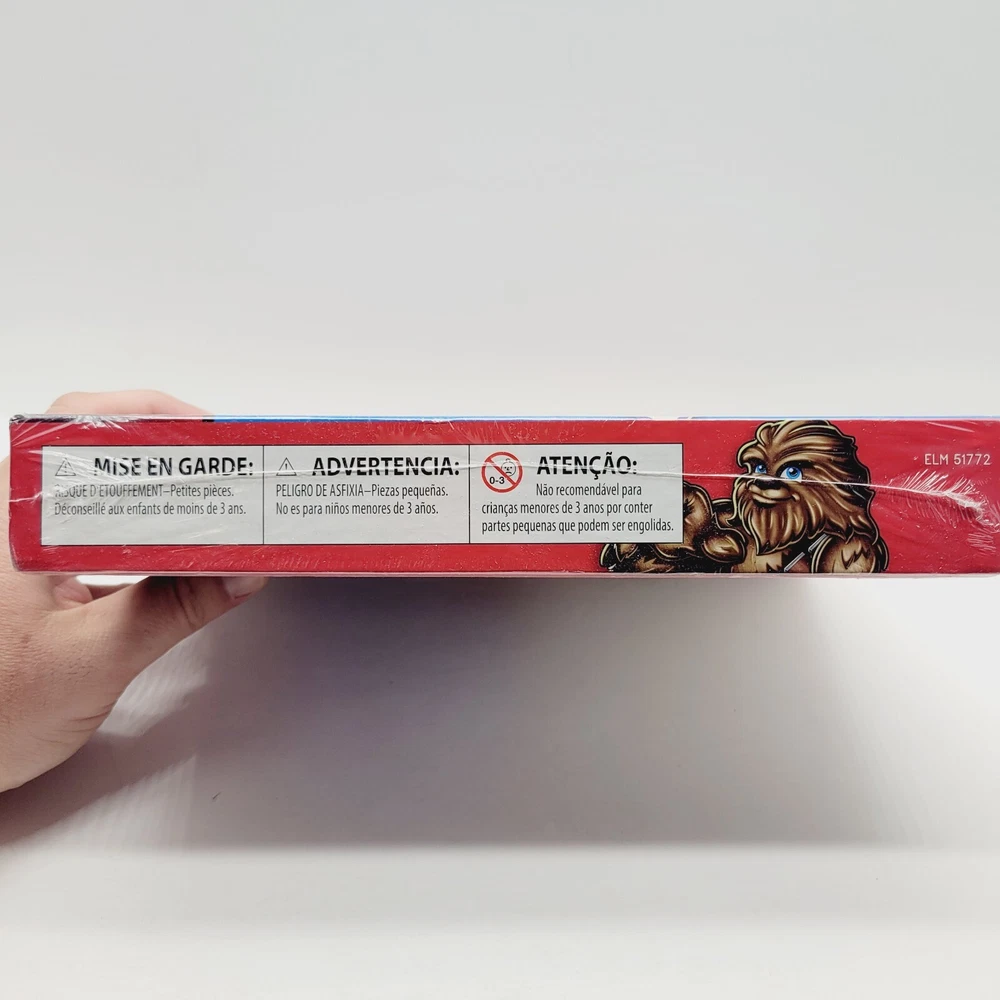 MISE EN GARDE:
RISQUE D'ETOUFFEMENT–Petites pièces.
Déconseillé aux enfants de moins de 3 ans.
ADVERTENCIA:
PELIGRO DE ASFIXIA–Piezas pequeñas.
No es para niños menores de 3 años.
0-3
ATENÇÃO:
Não recomendável para
crianças menores de 3 anos por conter
partes pequenas que podem ser engolidas.
ELM 51772